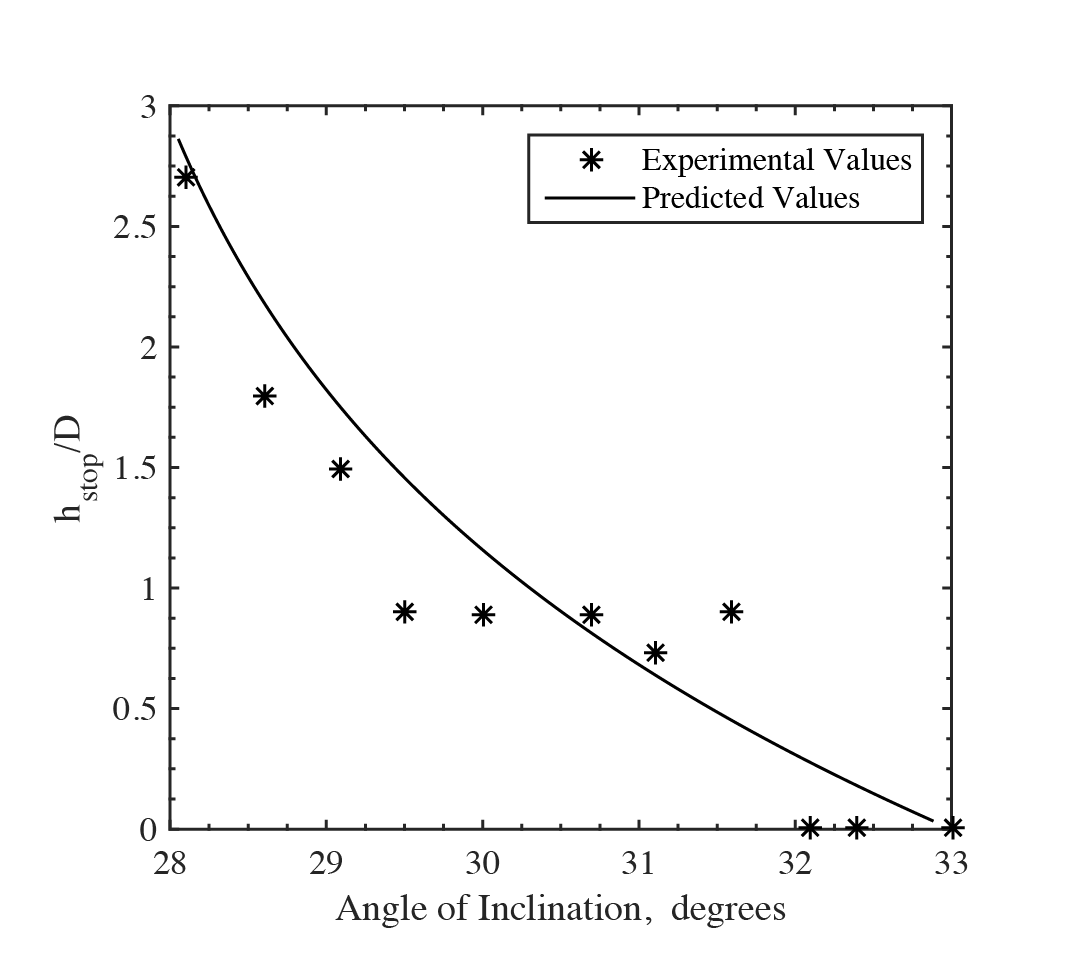 3
2.5
2
1.5
1
0.5
0
h_stop/D
Experimental Values
Predicted Values
28 29 30 31 32 33
Angle of Inclination, degrees